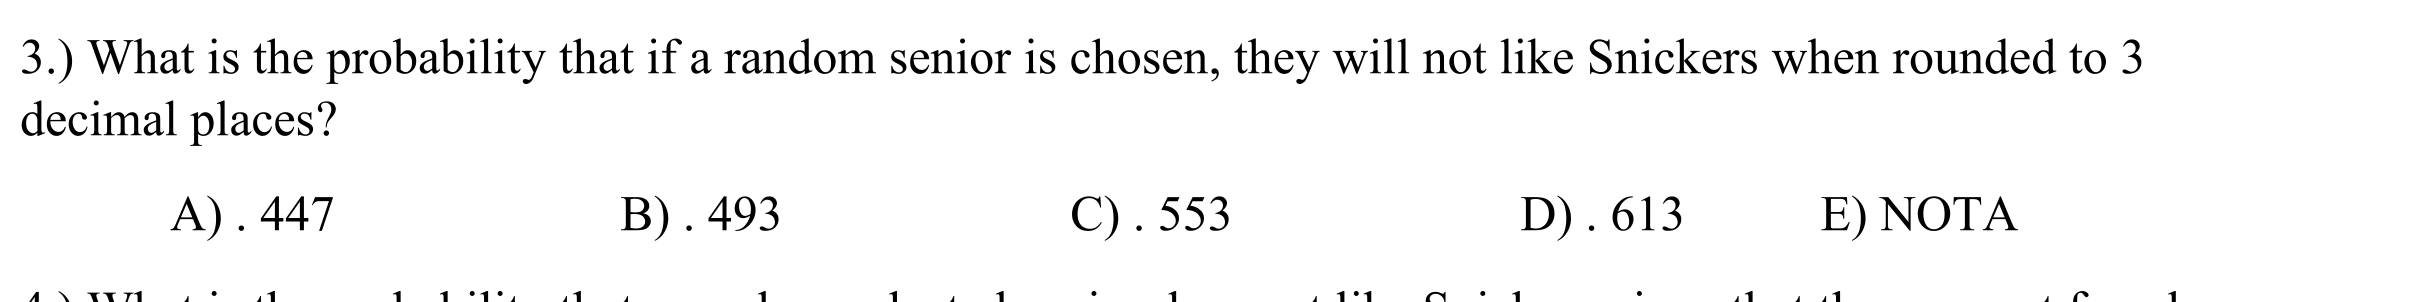 3.) What is the probability that if a random senior is chosen, they will not like Snickers when rounded to 3
decimal places?
A) . 447 B) . 493 C) . 553 D) . 613 E) NOTA